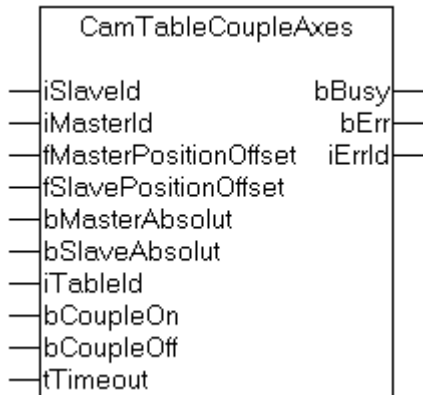 CamTableCoupleAxes
iSlaveId bBusy
iMasterId bErr
fMasterPositionOffset iErrId
fSlavePositionOffset
bMasterAbsolut
bSlaveAbsolut
iTableId
bCoupleOn
bCoupleOff
tTimeout